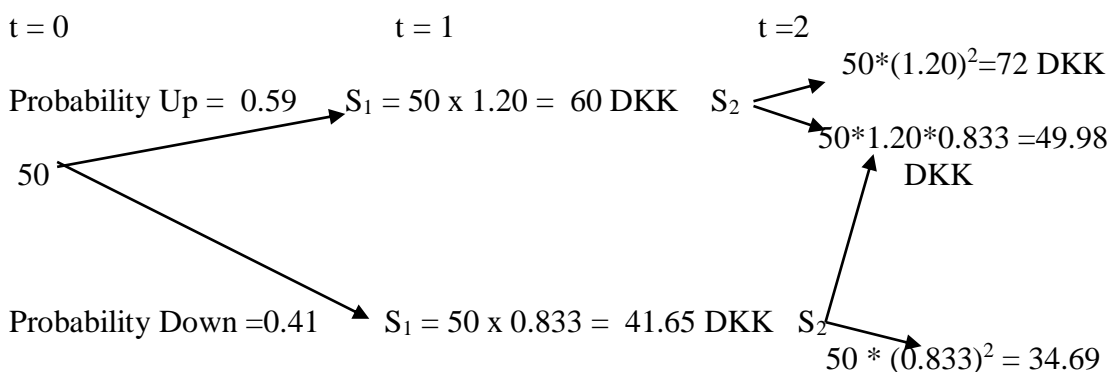 t = 0 t = 1 t =2
50*(1.20)²=72 DKK
Probability Up = 0.59 S₁ = 50 x 1.20 = 60 DKK S₂
50*1.20*0.833 =49.98
50 DKK
Probability Down =0.41 S₁ = 50 x 0.833 = 41.65 DKK S₂
50 * (0.833)² = 34.69